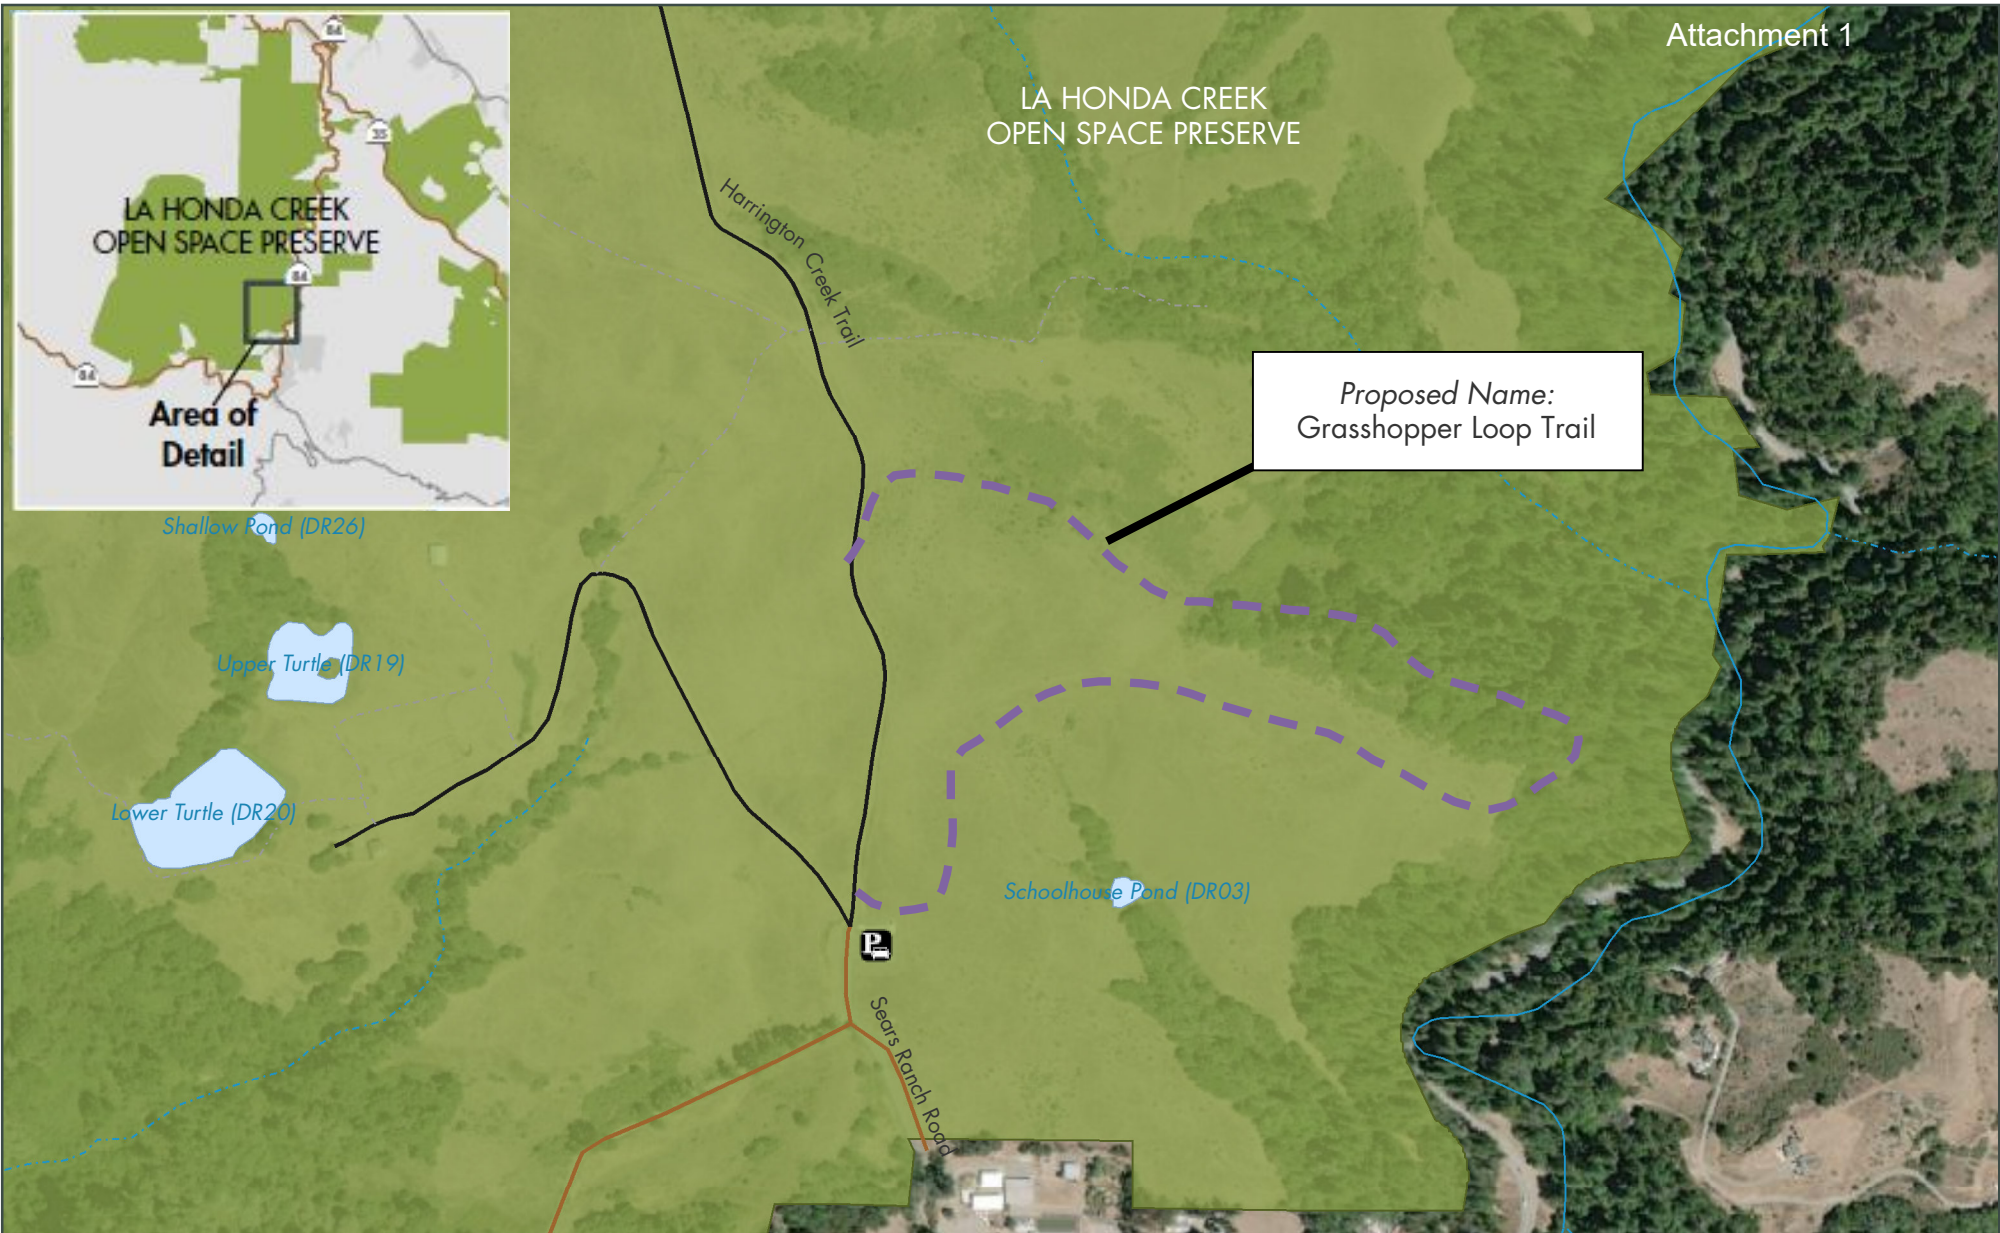 Attachment 1
84
35
LA HONDA CREEK
OPEN SPACE PRESERVE
84
84
Area of
Detail
LA HONDA CREEK
OPEN SPACE PRESERVE
Harrington Creek Trail
Proposed Name:
Grasshopper Loop Trail
Shallow Pond (DR26)
Upper Turtle (DR19)
Lower Turtle (DR20)
Schoolhouse Pond (DR03)
P
Sears Ranch Road